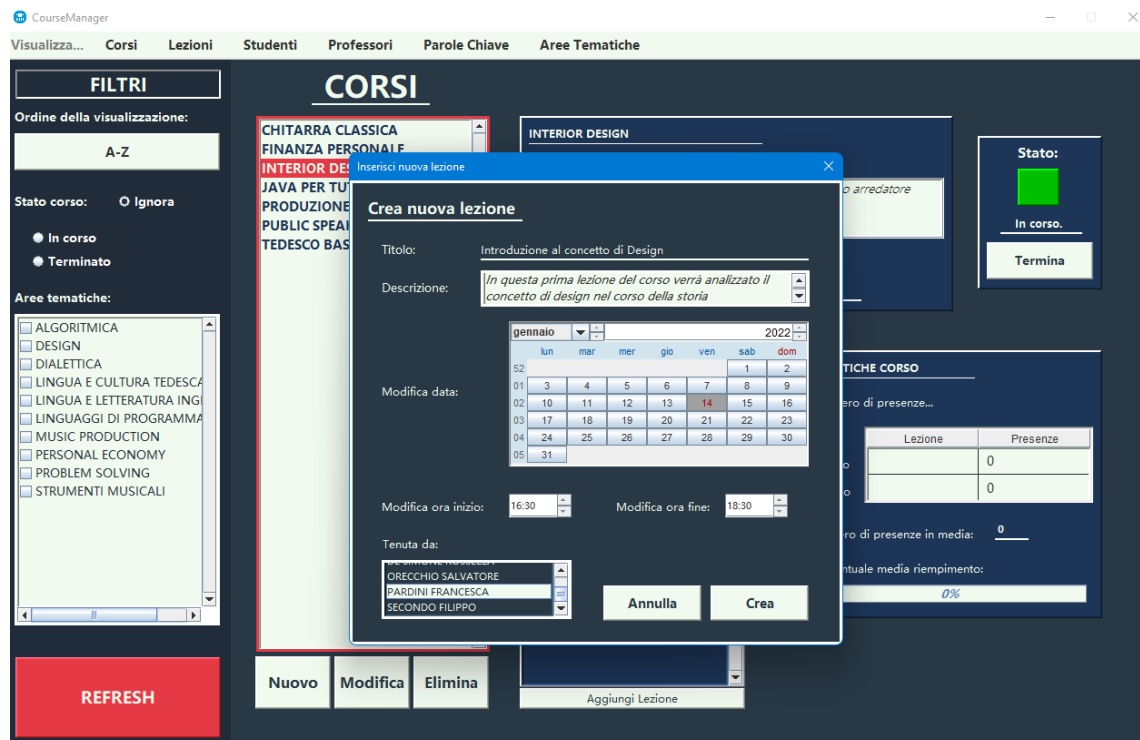 CourseManager
Visualizza... Corsi Lezioni Studenti Professori Parole Chiave Aree Tematiche
FILTRI
Ordine della visualizzazione:
A-Z
Stato corso: Ignora
In corso
Terminato
Aree tematiche:
ALGORITMICA
DESIGN
DIALETTICA
LINGUA E CULTURA TEDESCA
LINGUA E LETTERATURA INGI
LINGUAGGI DI PROGRAMMA
MUSIC PRODUCTION
PERSONAL ECONOMY
PROBLEM SOLVING
STRUMENTI MUSICALI
REFRESH
CORSI
CHITARRA CLASSICA
FINANZA PERSONALE
INTERIOR DES
JAVA PER TU
PRODUZIONE
PUBLIC SPEA
TEDESCO BAS
Nuovo Modifica Elimina
INTERIOR DESIGN
o arredatore
Stato:
In corso.
Termina
Inserisci nuova lezione
Crea nuova lezione
Titolo: Introduzione al concetto di Design
Descrizione: In questa prima lezione del corso verrà analizzato il
concetto di design nel corso della storia
Modifica data:
gennaio 2022
lun mar mer gio ven sab dom
52 1 2
01 3 4 5 6 7 8 9
02 10 11 12 13 14 15 16
03 17 18 19 20 21 22 23
04 24 25 26 27 28 29 30
05 31
Modifica ora inizio: 16:30 Modifica ora fine: 18:30
Tenuta da:
DE SIMONE ROSSELLA
ORECCHIO SALVATORE
PARDINI FRANCESCA
SECONDO FILIPPO
Annulla Crea
TICHE CORSO
ero di presenze...
Lezione Presenze
o 0
o 0
ro di presenze in media: 0
ntuale media riempimento:
0%
Aggiungi Lezione